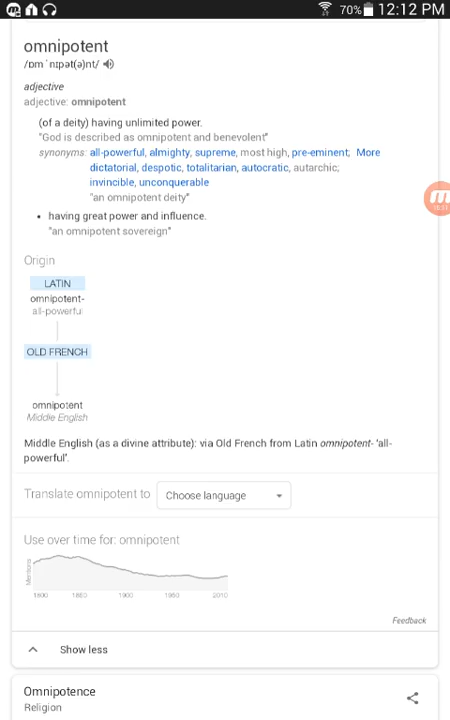 70% 12:12 PM
omnipotent
/ɒmˈnɪpət(ə)nt/
adjective
adjective: omnipotent
(of a deity) having unlimited power.
"God is described as omnipotent and benevolent"
synonyms: all-powerful, almighty, supreme, most high, pre-eminent; More
dictatorial, despotic, totalitarian, autocratic, autarchic;
invincible, unconquerable
"an omnipotent deity"
• having great power and influence.
"an omnipotent sovereign"
Origin
LATIN
omnipotent-
all-powerful
OLD FRENCH
omnipotent
Middle English
Middle English (as a divine attribute): via Old French from Latin omnipotent- ‘all-
powerful’.
Translate omnipotent to Choose language
Use over time for: omnipotent
Mentions
1800 1850 1900 1950 2010
Feedback
Show less
Omnipotence
Religion